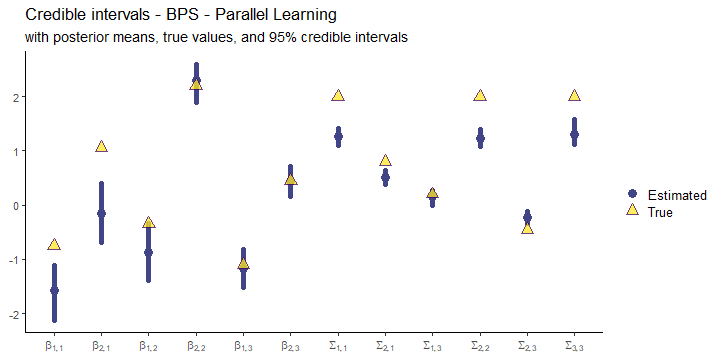 Credible intervals - BPS - Parallel Learning
with posterior means, true values, and 95% credible intervals
2
1
0
-1
-2
β1, 1 β2, 1 β1, 2 β2, 2 β1, 3 β2, 3 Σ1, 1 Σ2, 1 Σ1, 3 Σ2, 2 Σ2, 3 Σ3, 3
Estimated
True